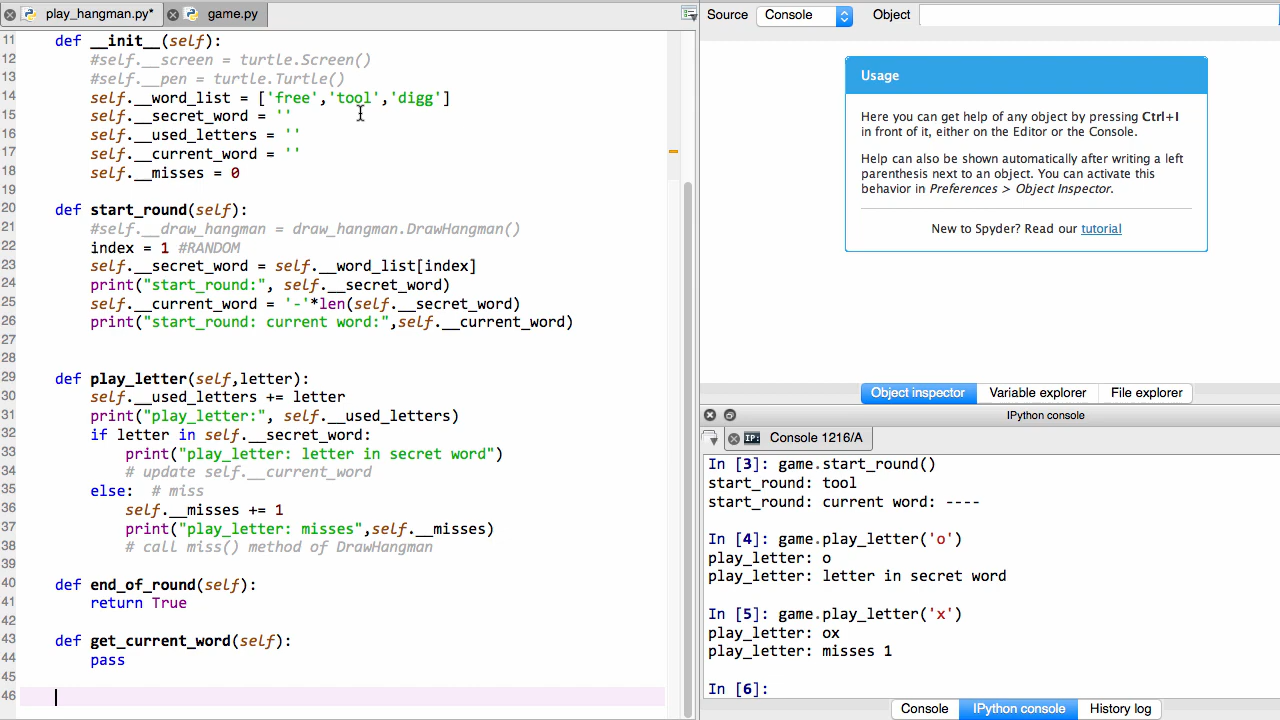 play_hangman.py* game.py
11 def __init__(self):
12 #self.__screen = turtle.Screen()
13 #self.__pen = turtle.Turtle()
14 self.__word_list = ['free','tool','digg']
15 self.__secret_word = ''
16 self.__used_letters = ''
17 self.__current_word = ''
18 self.__misses = 0
19
20 def start_round(self):
21 #self.__draw_hangman = draw_hangman.DrawHangman()
22 index = 1 #RANDOM
23 self.__secret_word = self.__word_list[index]
24 print("start_round:", self.__secret_word)
25 self.__current_word = '-'*len(self.__secret_word)
26 print("start_round: current word:",self.__current_word)
27
28
29 def play_letter(self,letter):
30 self.__used_letters += letter
31 print("play_letter:", self.__used_letters)
32 if letter in self.__secret_word:
33 print("play_letter: letter in secret word")
34 # update self.__current_word
35 else: # miss
36 self.__misses += 1
37 print("play_letter: misses",self.__misses)
38 # call miss() method of DrawHangman
39
40 def end_of_round(self):
41 return True
42
43 def get_current_word(self):
44 pass
45
46
Source Console Object
Usage
Here you can get help of any object by pressing Ctrl+I
in front of it, either on the Editor or the Console.
Help can also be shown automatically after writing a left
parenthesis next to an object. You can activate this
behavior in Preferences > Object Inspector.
New to Spyder? Read our tutorial
Object inspector Variable explorer File explorer
IPython console
IP: Console 1216/A
In [3]: game.start_round()
start_round: tool
start_round: current word: ----
In [4]: game.play_letter('o')
play_letter: o
play_letter: letter in secret word
In [5]: game.play_letter('x')
play_letter: ox
play_letter: misses 1
In [6]:
Console IPython console History log